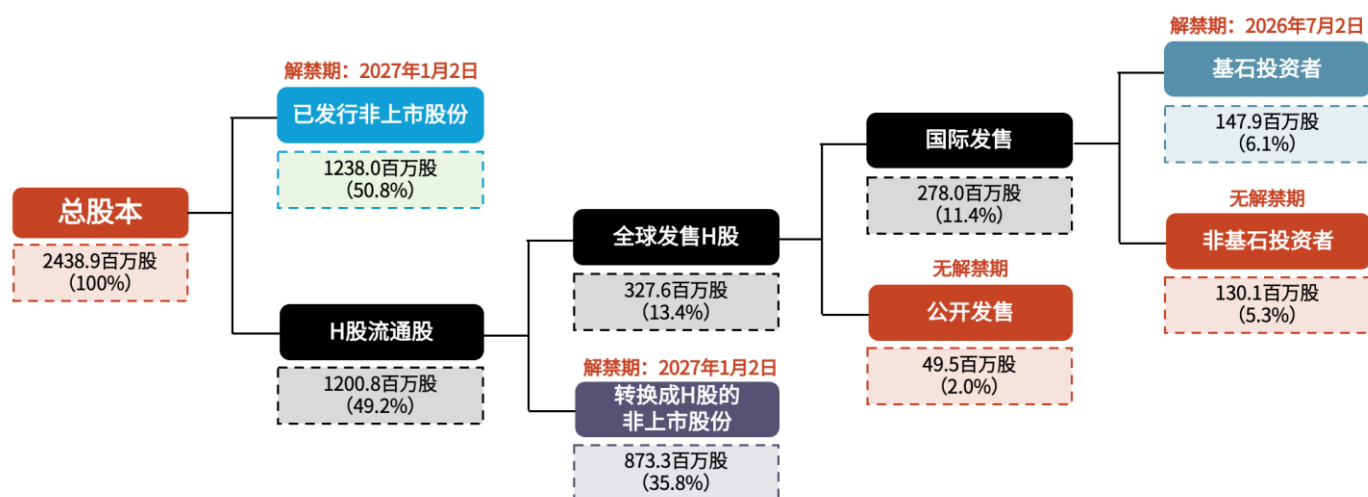 总股本
2438.9百万股
（100%）
解禁期：2027年1月2日
已发行非上市股份
1238.0百万股
（50.8%）
H股流通股
1200.8百万股
（49.2%）
全球发售H股
327.6百万股
（13.4%）
解禁期：2027年1月2日
转换成H股的
非上市股份
873.3百万股
（35.8%）
国际发售
278.0百万股
（11.4%）
无解禁期
公开发售
49.5百万股
（2.0%）
解禁期：2026年7月2日
基石投资者
147.9百万股
（6.1%）
无解禁期
非基石投资者
130.1百万股
（5.3%）